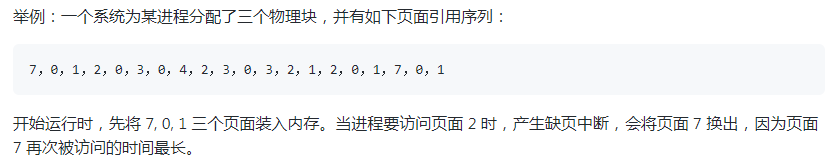 举例：一个系统为某进程分配了三个物理块，并有如下页面引用序列：
7，0，1，2，0，3，0，4，2，3，0，3，2，1，2，0，1，7，0，1
开始运行时，先将 7, 0, 1 三个页面装入内存。当进程要访问页面 2 时，产生缺页中断，会将页面 7 换出，因为页面
7 再次被访问的时间最长。